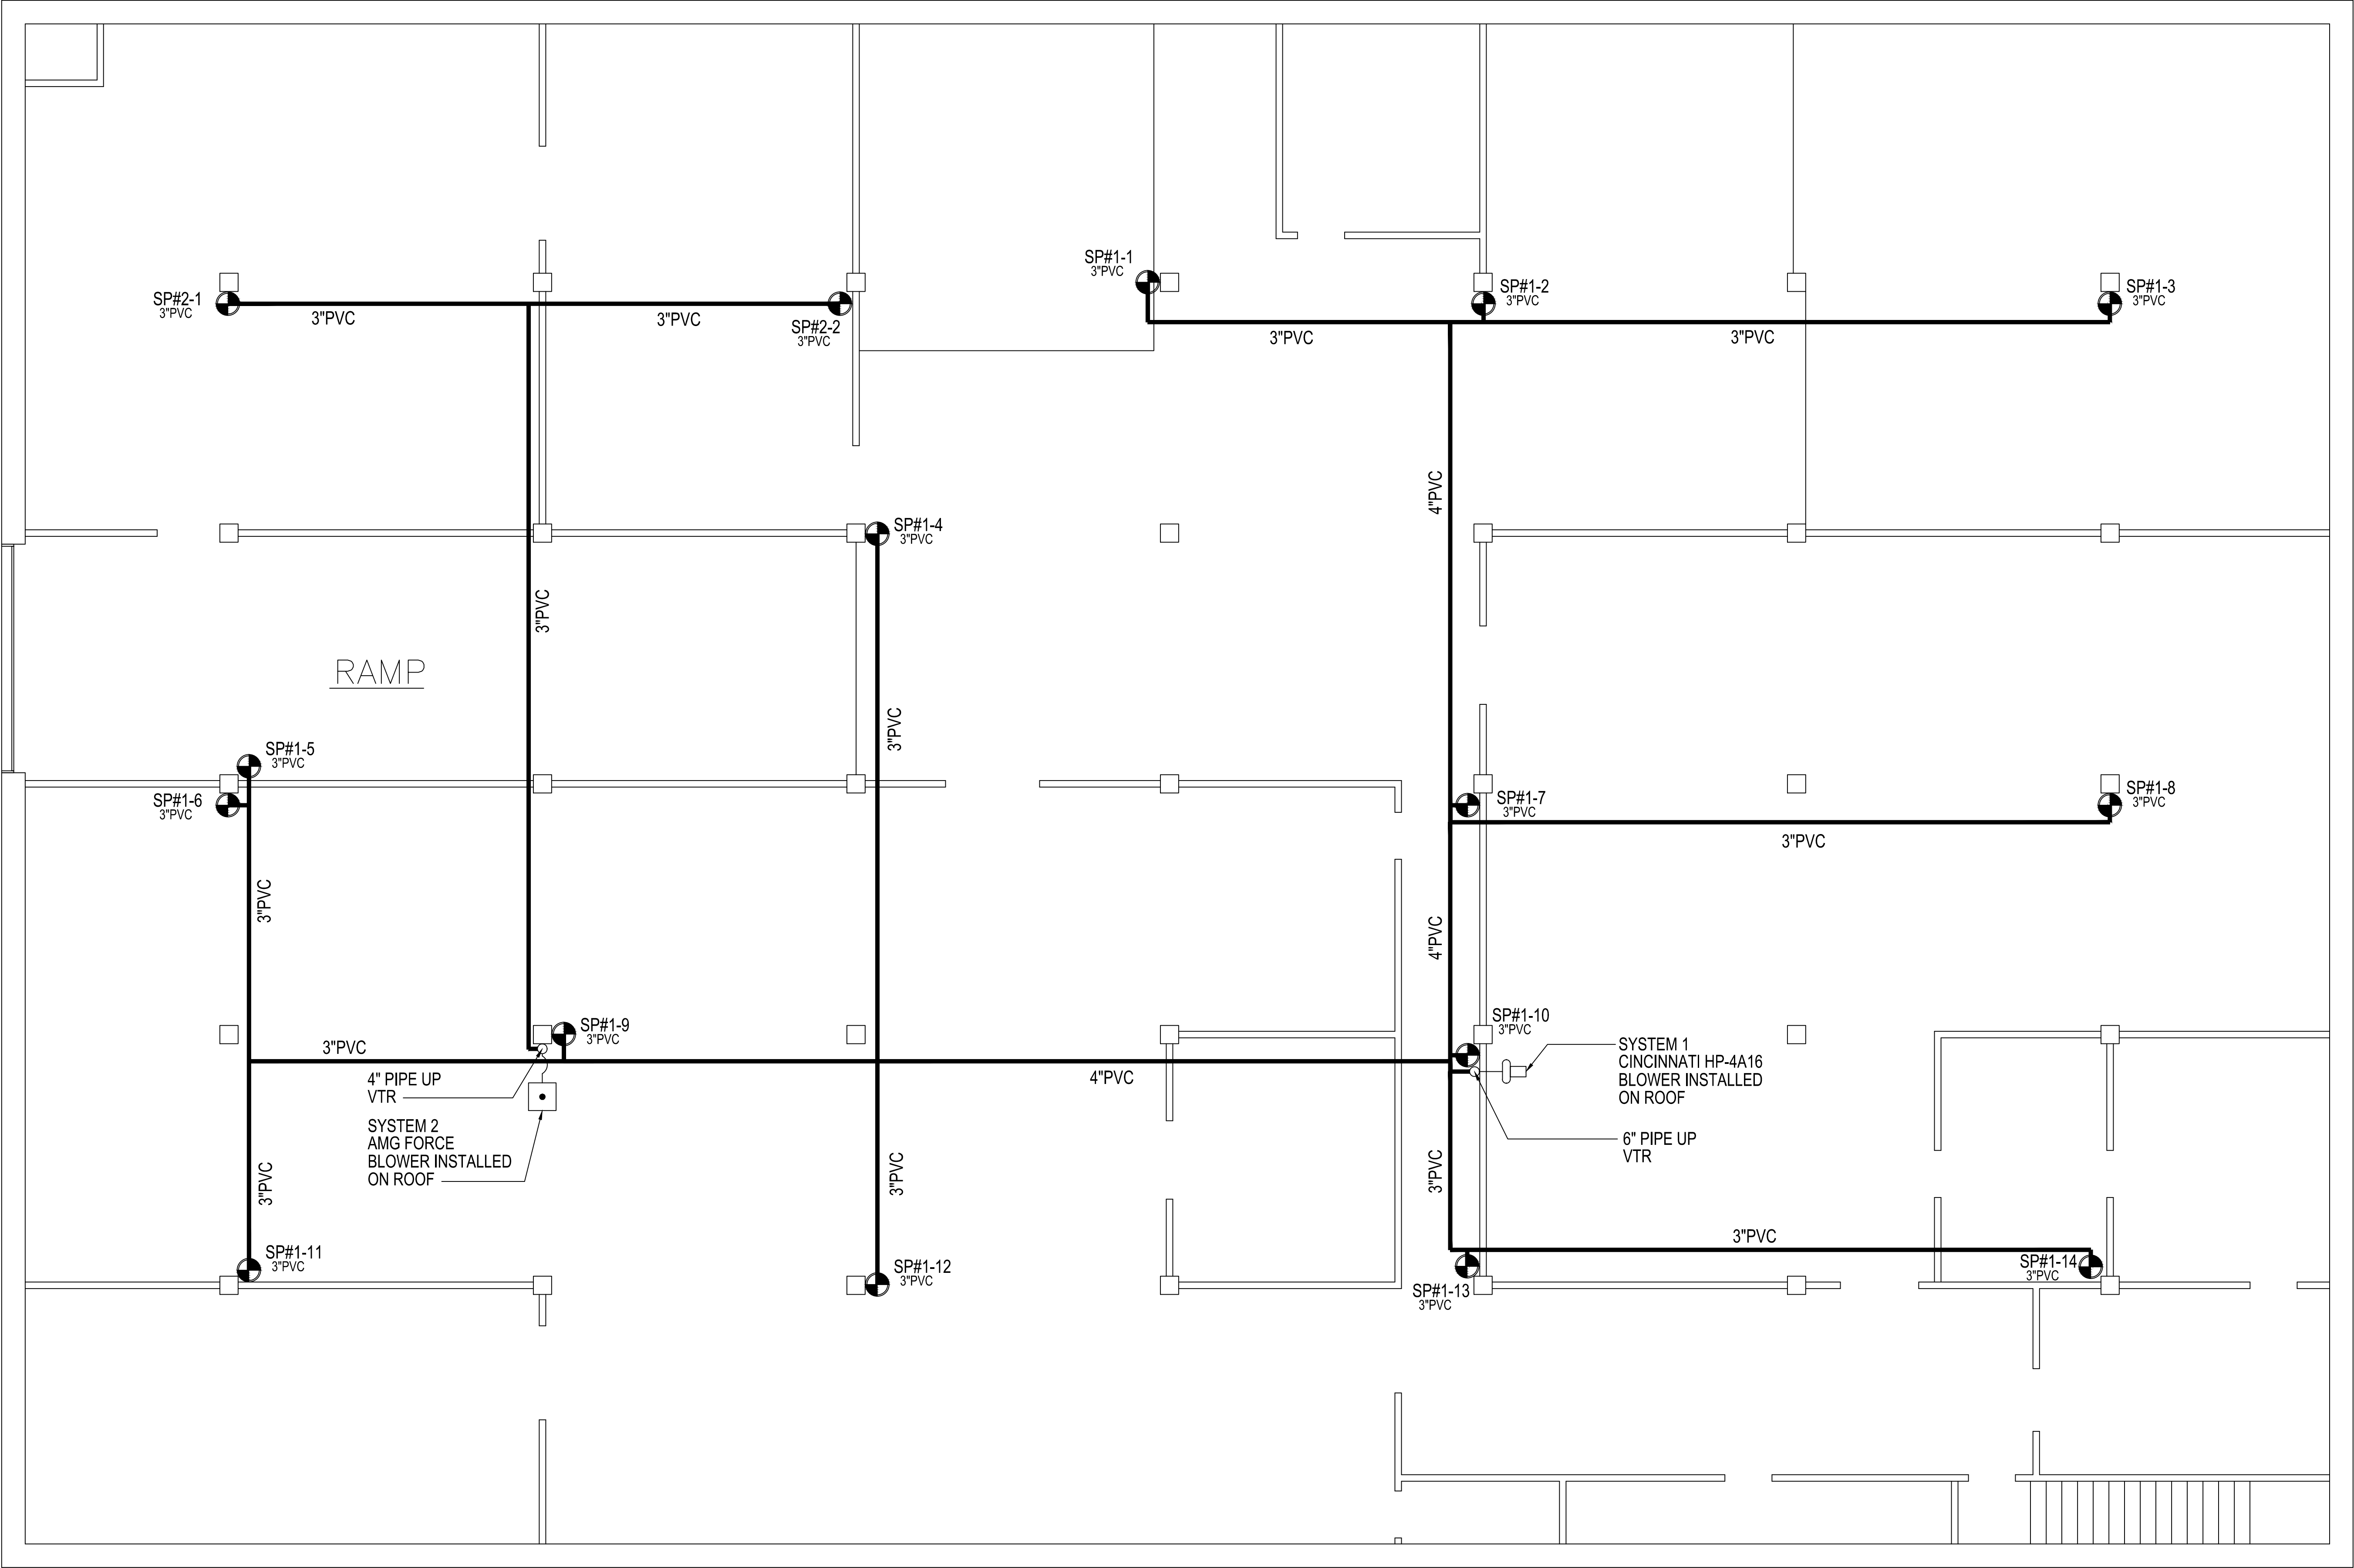 SP#1-1
3"PVC
SP#1-2
3"PVC
SP#1-3
3"PVC
SP#2-1
3"PVC
3"PVC
3"PVC
SP#2-2
3"PVC
3"PVC
3"PVC
4"PVC
SP#1-4
3"PVC
3"PVC
RAMP
3"PVC
SP#1-5
3"PVC
SP#1-6
3"PVC
SP#1-7
3"PVC
SP#1-8
3"PVC
3"PVC
3"PVC
4"PVC
SP#1-9
3"PVC
SP#1-10
3"PVC
3"PVC
4"PVC
SYSTEM 1
CINCINNATI HP-4A16
BLOWER INSTALLED
ON ROOF
4" PIPE UP
VTR
SYSTEM 2
AMG FORCE
BLOWER INSTALLED
ON ROOF
6" PIPE UP
VTR
3"PVC
3"PVC
3"PVC
3"PVC
SP#1-11
3"PVC
SP#1-12
3"PVC
SP#1-13
3"PVC
SP#1-14
3"PVC